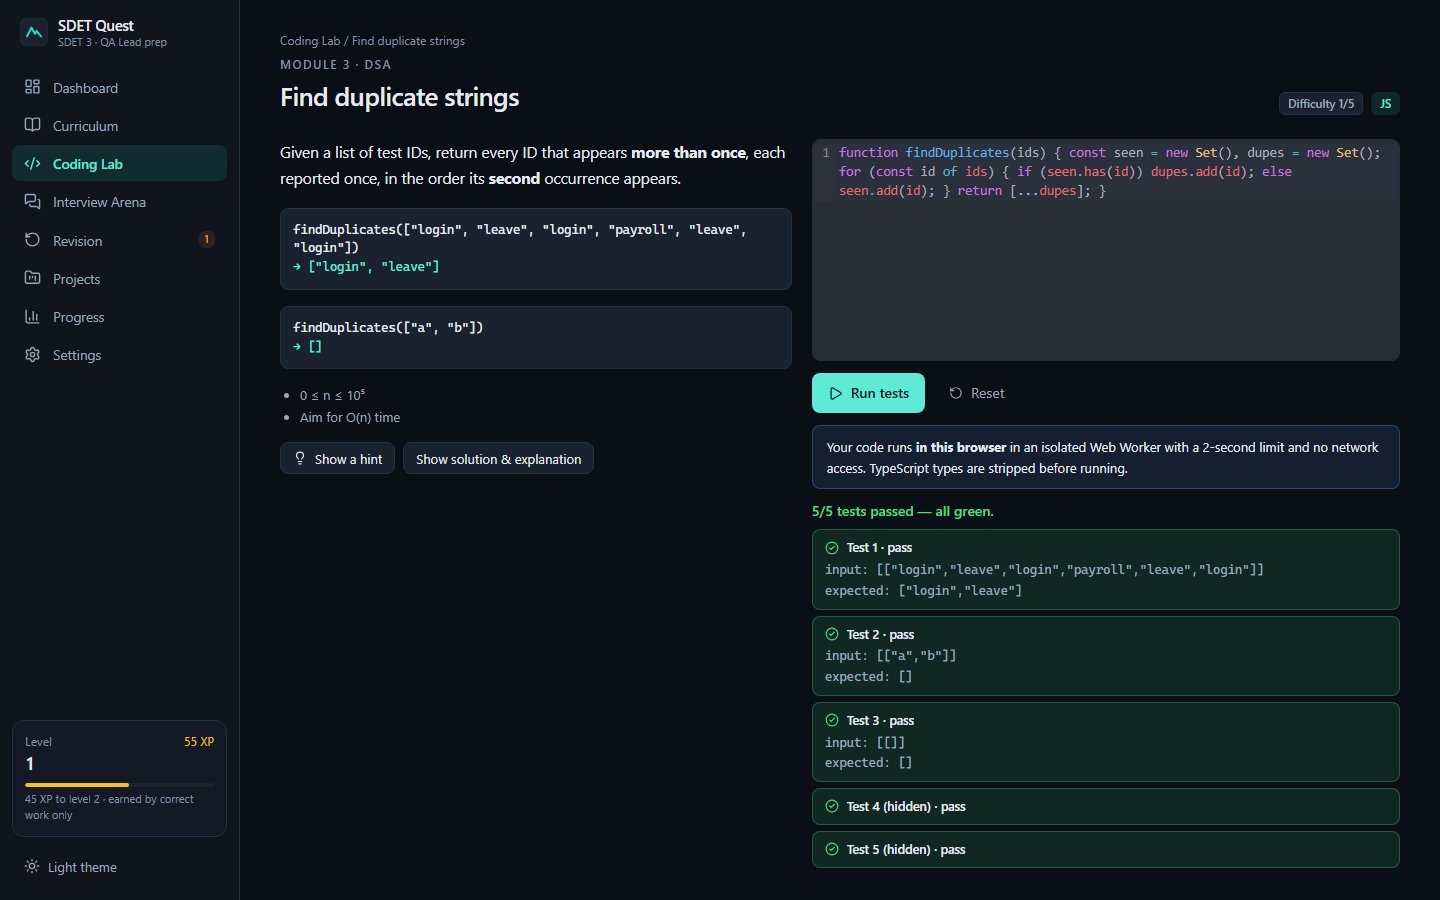 SDET Quest
SDET 3 · QA Lead prep
Dashboard
Curriculum
Coding Lab
Interview Arena
Revision
1
Projects
Progress
Settings
Level
55 XP
1
45 XP to level 2 · earned by correct
work only
Light theme
Coding Lab / Find duplicate strings
MODULE 3 · DSA
Find duplicate strings
Difficulty 1/5
JS
Given a list of test IDs, return every ID that appears more than once, each
reported once, in the order its second occurrence appears.
findDuplicates(["login", "leave", "login", "payroll", "leave",
"login"])
→ ["login", "leave"]
findDuplicates(["a", "b"])
→ []
• 0 ≤ n ≤ 10⁵
• Aim for O(n) time
Show a hint
Show solution & explanation
1 function findDuplicates(ids) { const seen = new Set(), dupes = new Set();
for (const id of ids) { if (seen.has(id)) dupes.add(id); else
seen.add(id); } return [...dupes]; }
Run tests
Reset
Your code runs in this browser in an isolated Web Worker with a 2-second limit and no network
access. TypeScript types are stripped before running.
5/5 tests passed — all green.
Test 1 · pass
input: [["login","leave","login","payroll","leave","login"]]
expected: ["login","leave"]
Test 2 · pass
input: [["a","b"]]
expected: []
Test 3 · pass
input: [[]]
expected: []
Test 4 (hidden) · pass
Test 5 (hidden) · pass